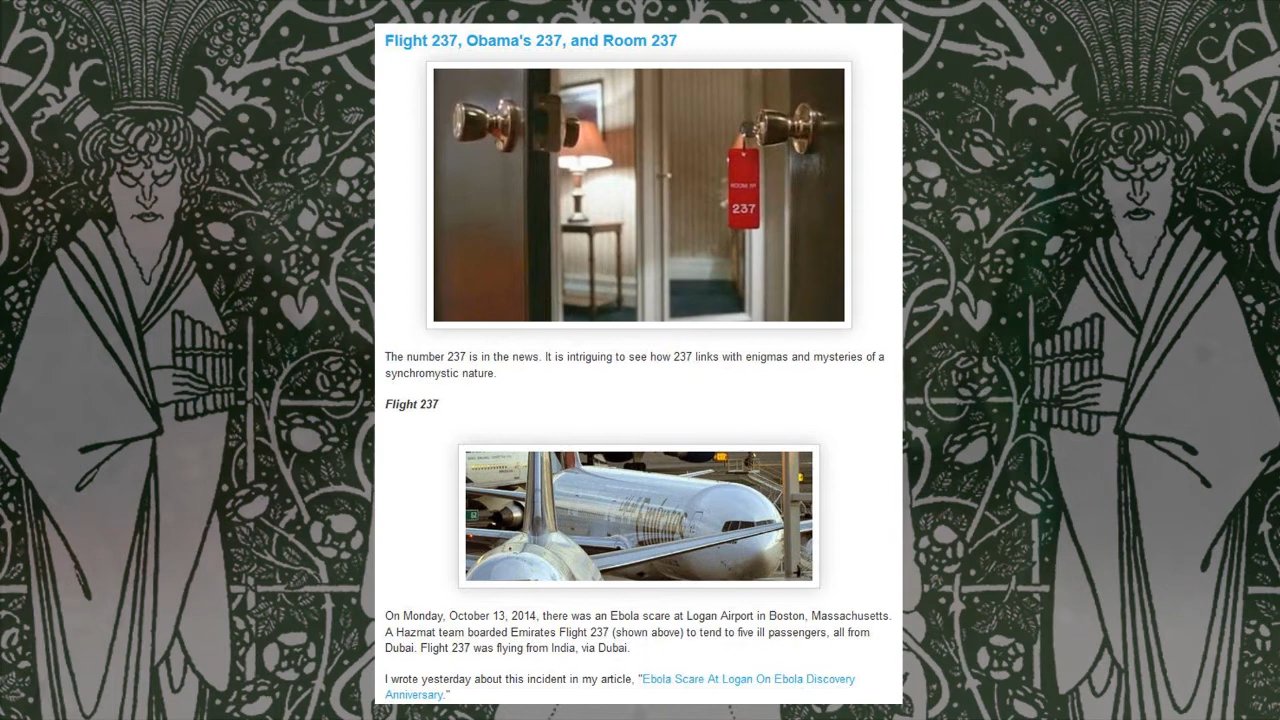 Flight 237, Obama's 237, and Room 237
237
The number 237 is in the news. It is intriguing to see how 237 links with enigmas and mysteries of a
synchromystic nature.
Flight 237
On Monday, October 13, 2014, there was an Ebola scare at Logan Airport in Boston, Massachusetts.
A Hazmat team boarded Emirates Flight 237 (shown above) to tend to five ill passengers, all from
Dubai. Flight 237 was flying from India, via Dubai.
I wrote yesterday about this incident in my article, "Ebola Scare At Logan On Ebola Discovery
Anniversary."